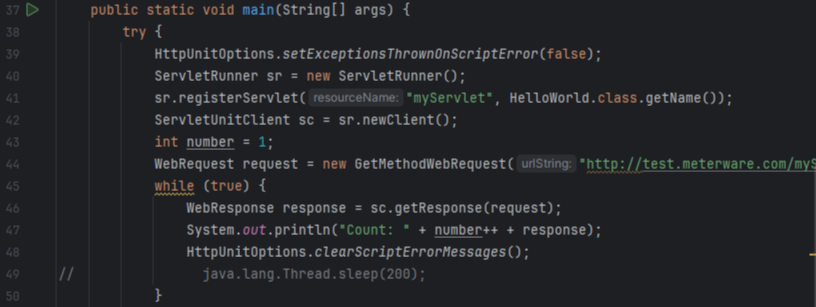 37 public static void main(String[] args) {
38 try {
39 HttpUnitOptions.setExceptionsThrownOnScriptError(false);
40 ServletRunner sr = new ServletRunner();
41 sr.registerServlet( resourceName: "myServlet", HelloWorld.class.getName());
42 ServletUnitClient sc = sr.newClient();
43 int number = 1;
44 WebRequest request = new GetMethodWebRequest( urlString: "http://test.meterware.com/myS
45 while (true) {
46 WebResponse response = sc.getResponse(request);
47 System.out.println("Count: " + number++ + response);
48 HttpUnitOptions.clearScriptErrorMessages();
49 // java.lang.Thread.sleep(200);
50 }